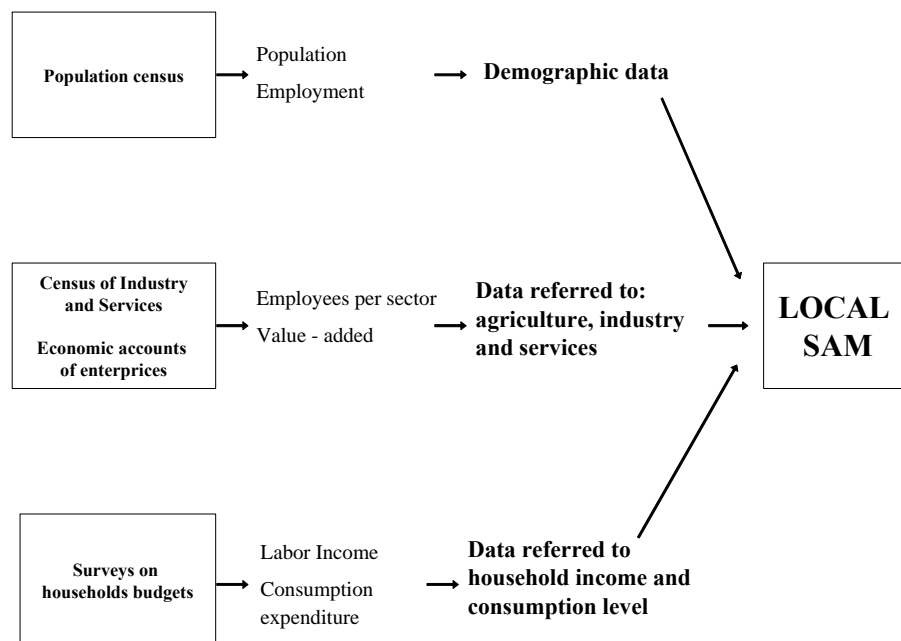 Population census
Population
Employment
Demographic data
Census of Industry
and Services
Economic accounts
of enterprices
Employees per sector
Value - added
Data referred to:
agriculture, industry
and services
LOCAL
SAM
Surveys on
households budgets
Labor Income
Consumption
expenditure
Data referred to
household income and
consumption level